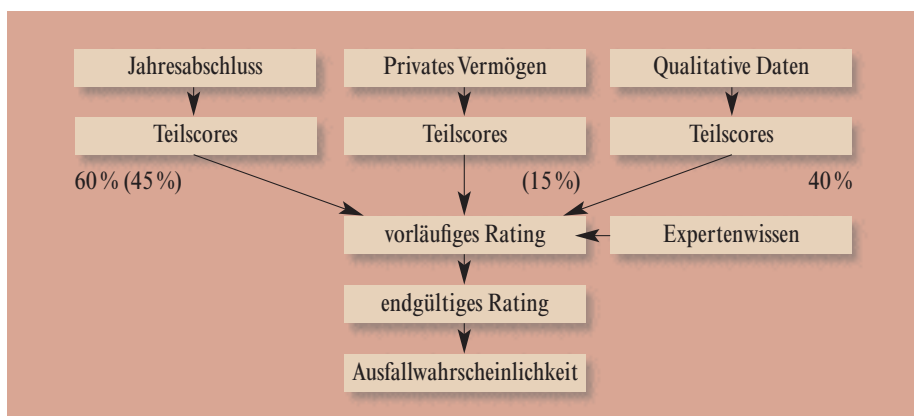 Jahresabschluss
Privates Vermögen
Qualitative Daten
Teilscores
Teilscores
Teilscores
60 % (45 %)
(15 %)
40 %
vorläufiges Rating
Expertenwissen
endgültiges Rating
Ausfallwahrscheinlichkeit